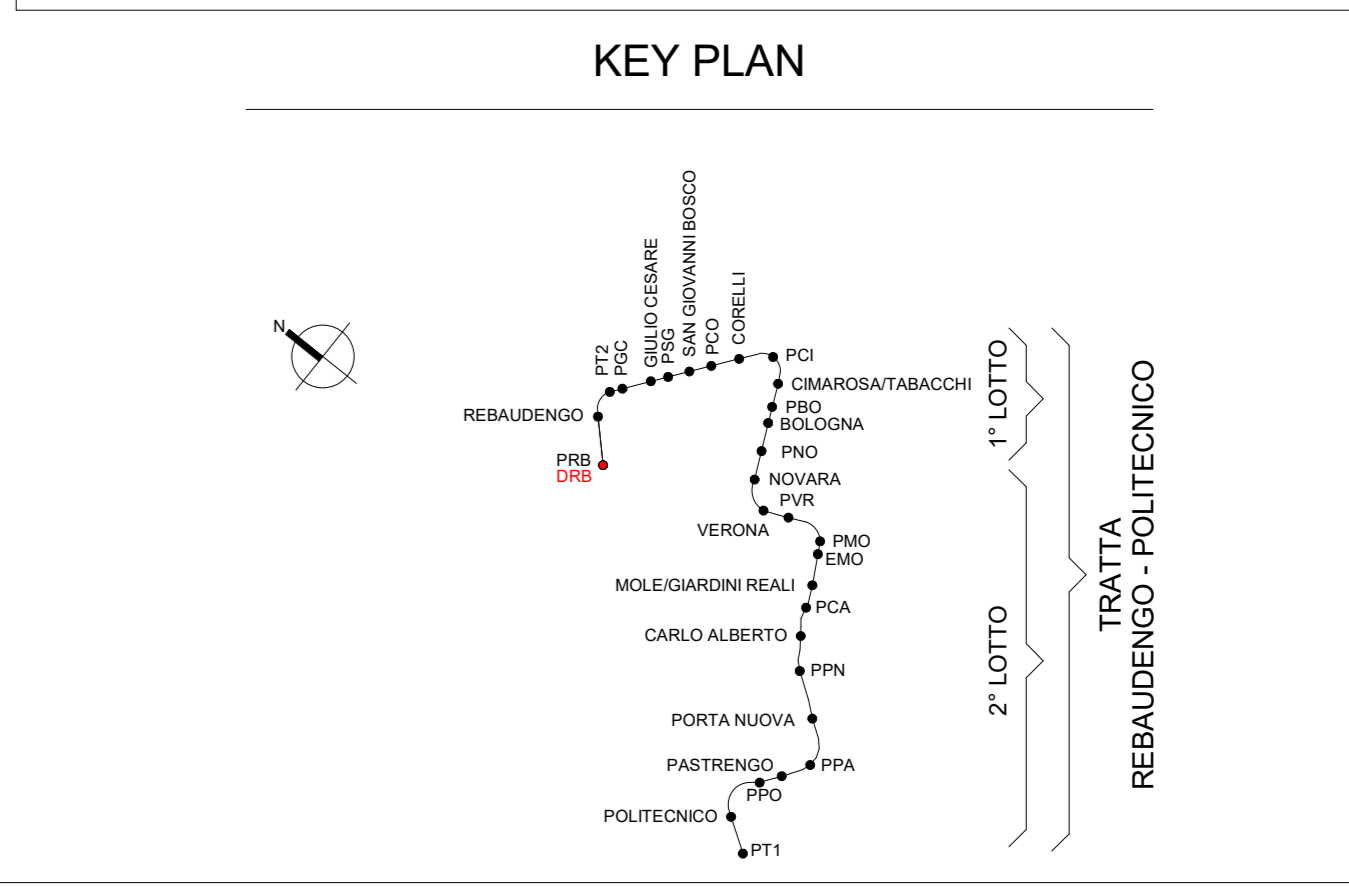 KEY PLAN
N
PT2
PGC
GIULIO CESARE
PSG
SAN GIOVANNI BOSCO
PCO
CORELLI
PCI
CIMAROSA/TABACCHI
REBAUDENGO
PBO
BOLOGNA
PNO
PRB
DRB
NOVARA
PVR
VERONA
PMO
EMO
MOLE/GIARDINI REALI
PCA
CARLO ALBERTO
PPN
PORTA NUOVA
PASTRENGO
PPA
PPO
POLITECNICO
PT1
1° LOTTO
2° LOTTO
TRATTA
REBAUDENGO - POLITECNICO